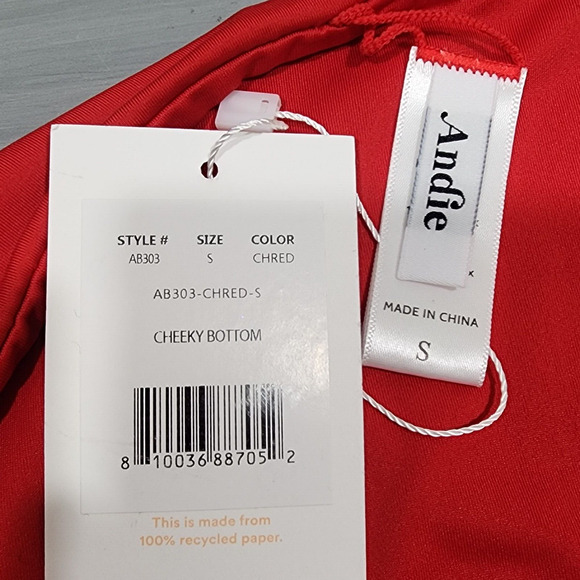 STYLE # SIZE COLOR
AB303 S CHRED
AB303-CHRED-S
CHEEKY BOTTOM
8 10036 88705 2
This is made from
100% recycled paper.
Andie
K
MADE IN CHINA
S